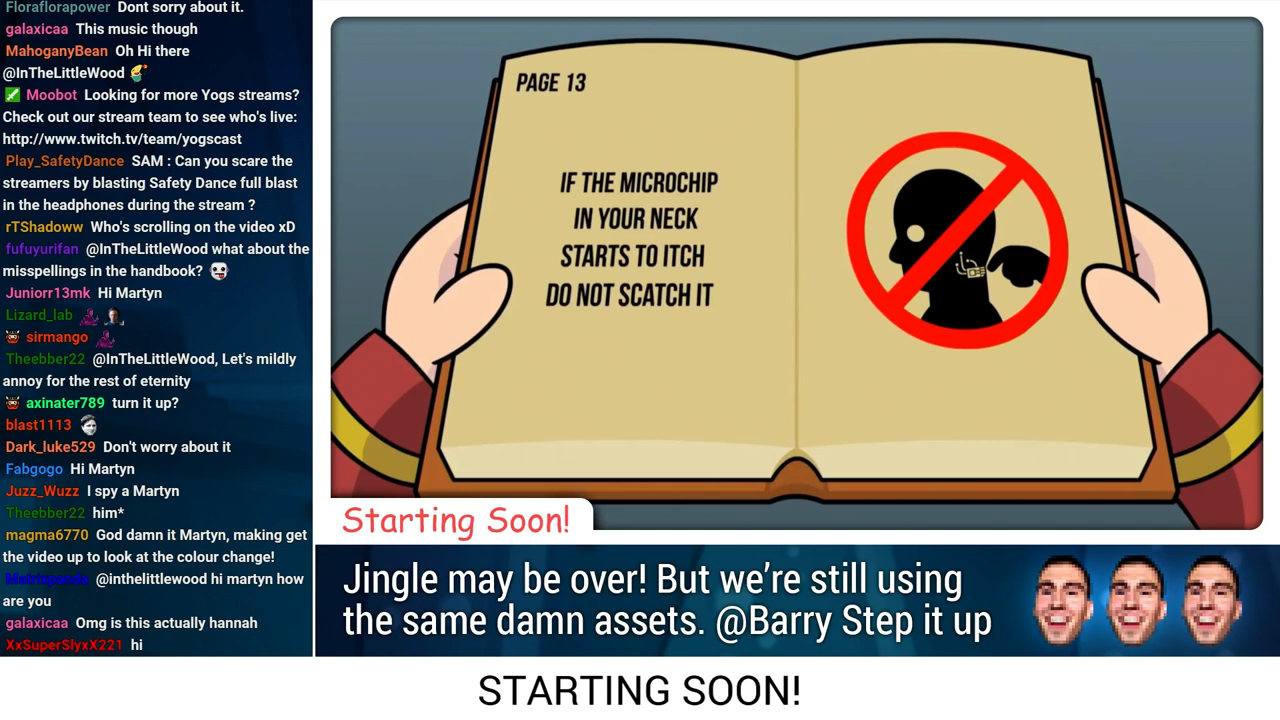 Floraflorapower Dont sorry about it.
galaxicaa This music though
MahoganyBean Oh Hi there
@InTheLittleWood
Moobot Looking for more Yogs streams?
Check out our stream team to see who's live:
http://www.twitch.tv/team/yogscast
Play_SafetyDance SAM : Can you scare the
streamers by blasting Safety Dance full blast
in the headphones during the stream ?
rTShadoww Who's scrolling on the video xD
fufuyurifan @InTheLittleWood what about the
misspellings in the handbook?
Juniorr13mk Hi Martyn
Lizard_lab
sirmango
Theebber22 @InTheLittleWood, Let's mildly
annoy for the rest of eternity
axinater789 turn it up?
blast1113
Dark_luke529 Don't worry about it
Fabgogo Hi Martyn
Juzz_Wuzz I spy a Martyn
Theebber22 him*
magma6770 God damn it Martyn, making get
the video up to look at the colour change!
@inthelittlewood hi martyn how
are you
galaxicaa Omg is this actually hannah
XxSuperSlyxX221 hi
PAGE 13
IF THE MICROCHIP
IN YOUR NECK
STARTS TO ITCH
DO NOT SCATCH IT
Starting Soon!
Jingle may be over! But we're still using
the same damn assets. @Barry Step it up
STARTING SOON!